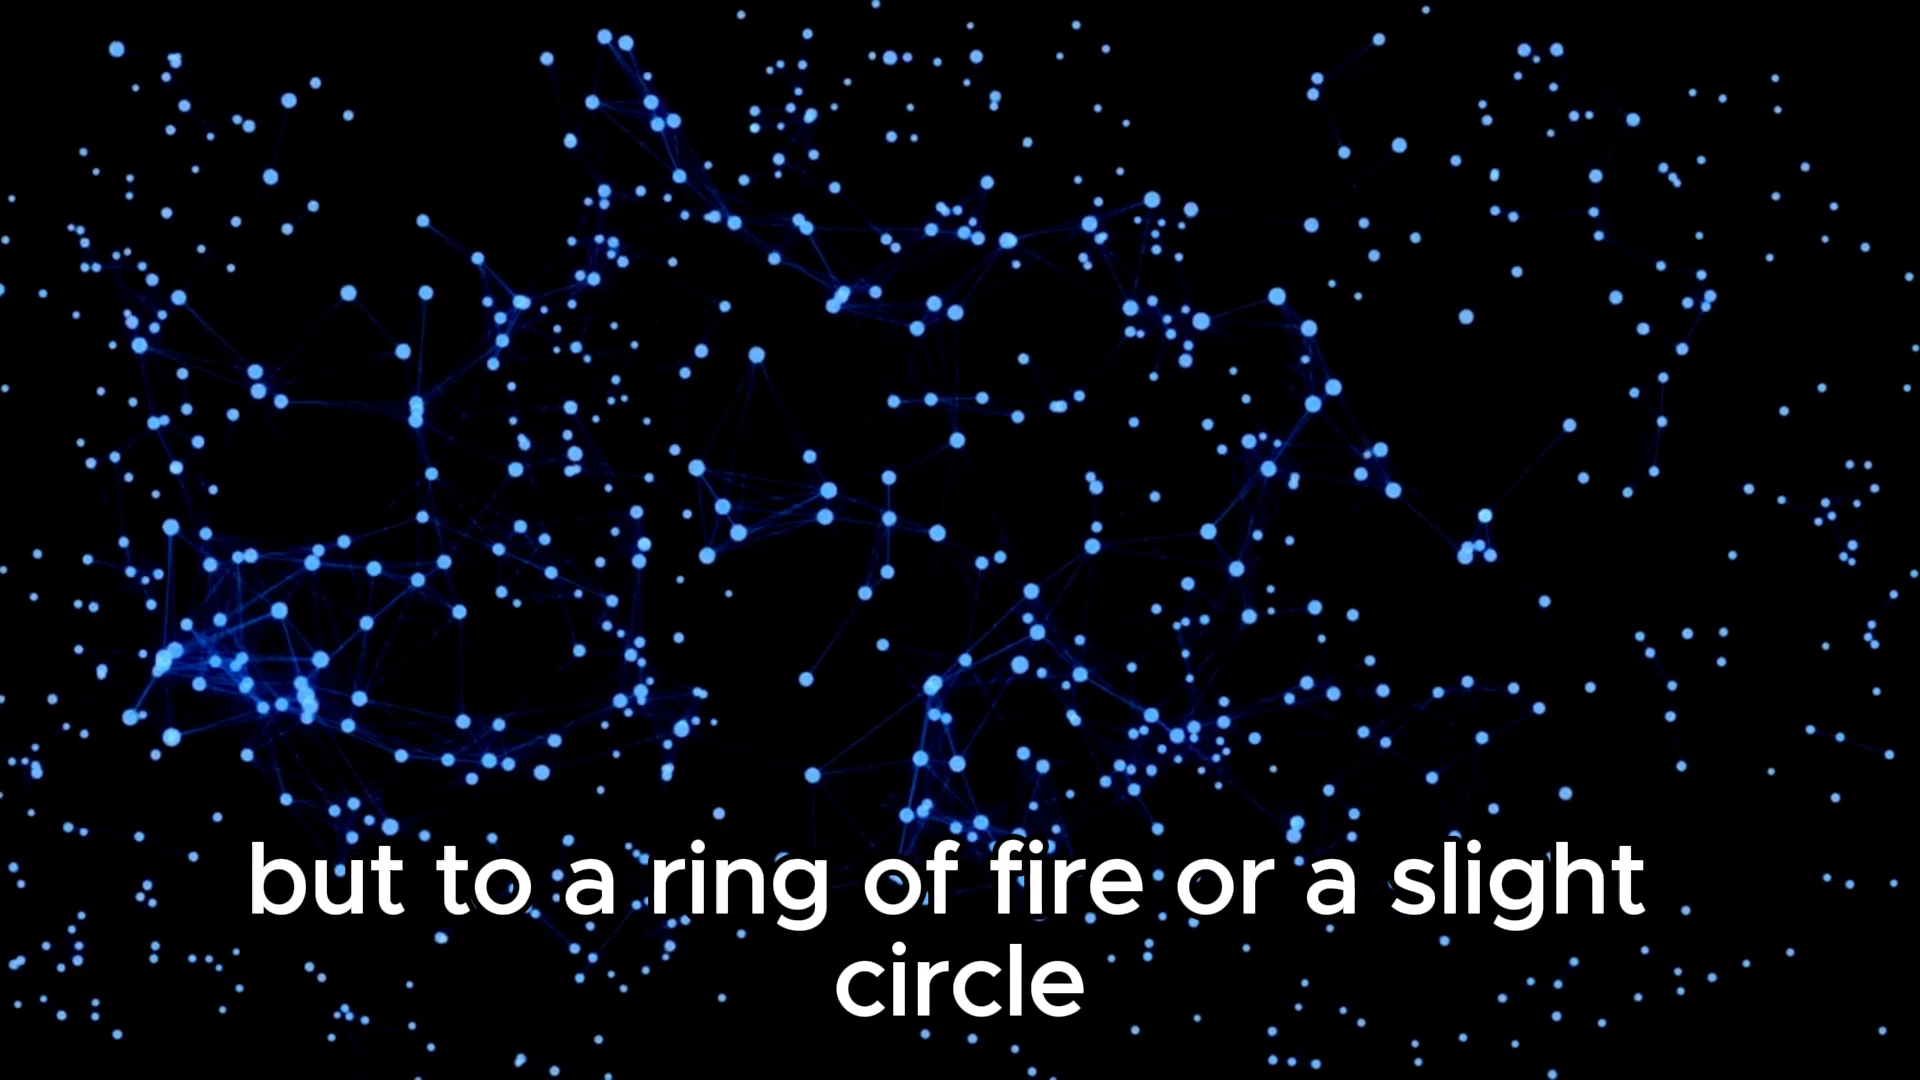 but to a ring of fire or a slight
circle